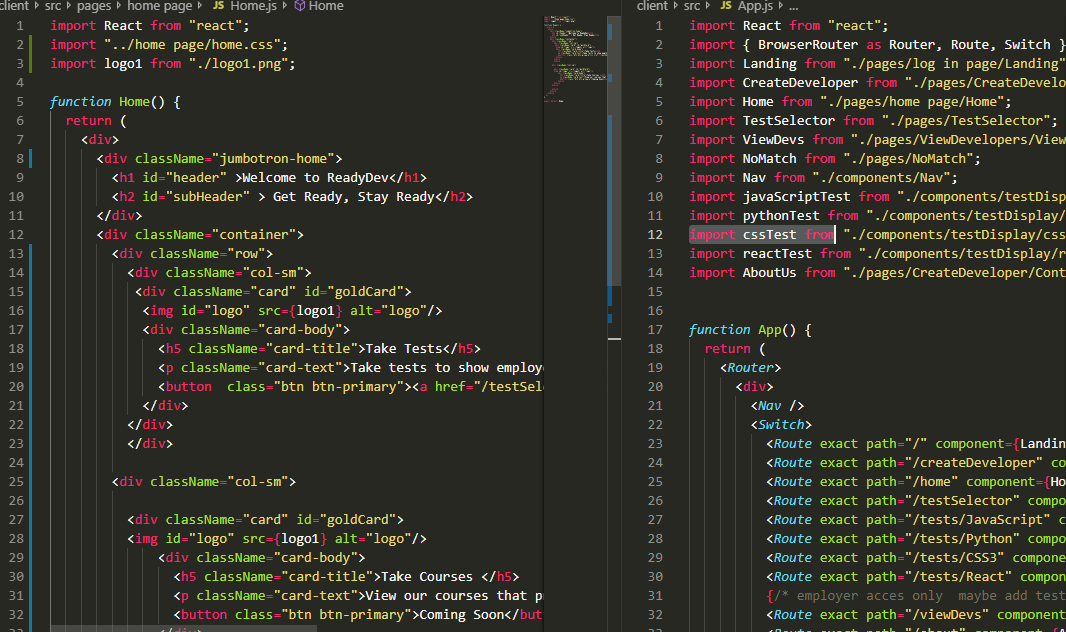 client > src > pages > home page > JS Home.js > Home
1 import React from "react";
2 import "../home page/home.css";
3 import logo1 from "./logo1.png";
4
5 function Home() {
6 return (
7 <div>
8 <div className="jumbotron-home">
9 <h1 id="header" >Welcome to ReadyDev</h1>
10 <h2 id="subHeader" > Get Ready, Stay Ready</h2>
11 </div>
12 <div className="container">
13 <div className="row">
14 <div className="col-sm">
15 <div className="card" id="goldCard">
16 <img id="logo" src={logo1} alt="logo"/>
17 <div className="card-body">
18 <h5 className="card-title">Take Tests</h5>
19 <p className="card-text">Take tests to show employe
20 <button class="btn btn-primary"><a href="/testSele
21 </div>
22 </div>
23 </div>
24
25 <div className="col-sm">
26
27 <div className="card" id="goldCard">
28 <img id="logo" src={logo1} alt="logo"/>
29 <div className="card-body">
30 <h5 className="card-title">Take Courses </h5>
31 <p className="card-text">View our courses that p
32 <button class="btn btn-primary">Coming Soon</but
33 </div>
client > src > JS App.js > ...
1 import React from "react";
2 import { BrowserRouter as Router, Route, Switch }
3 import Landing from "./pages/log in page/Landing"
4 import CreateDeveloper from "./pages/CreateDevelo
5 import Home from "./pages/home page/Home";
6 import TestSelector from "./pages/TestSelector";
7 import ViewDevs from "./pages/ViewDevelopers/View
8 import NoMatch from "./pages/NoMatch";
9 import Nav from "./components/Nav";
10 import javaScriptTest from "./components/testDisp
11 import pythonTest from "./components/testDisplay/
12 import cssTest from "./components/testDisplay/css
13 import reactTest from "./components/testDisplay/r
14 import AboutUs from "./pages/CreateDeveloper/Cont
15
16
17 function App() {
18 return (
19 <Router>
20 <div>
21 <Nav />
22 <Switch>
23 <Route exact path="/" component={Landin
24 <Route exact path="/createDeveloper" co
25 <Route exact path="/home" component={Ho
26 <Route exact path="/testSelector" compo
27 <Route exact path="/tests/JavaScript" c
28 <Route exact path="/tests/Python" compo
29 <Route exact path="/tests/CSS3" compone
30 <Route exact path="/tests/React" compon
31 {/* employer acces only maybe add test
32 <Route exact path="/viewDevs" component
33 <Route exact path="/about" component={A